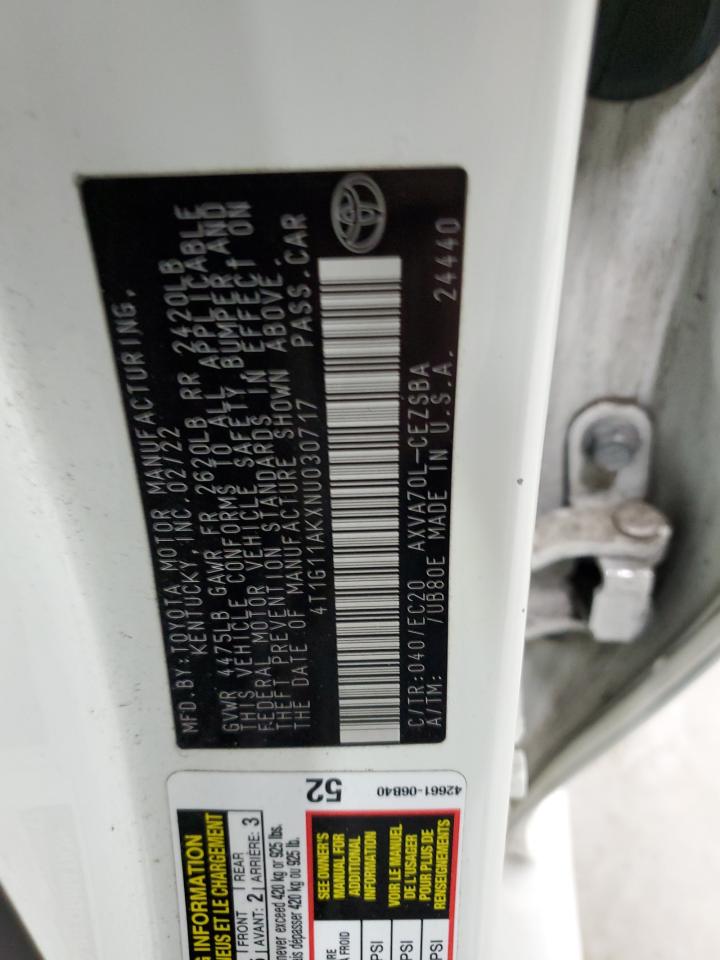 MFD.BY:TOYOTA MOTOR MANUFACTURING,
KENTUCKY, INC.02/22
GVWR 4475LB GAWR FR 2620LB RR 2420LB
THIS VEHICLE CONFORMS TO ALL APPLICABLE
FEDERAL MOTOR VEHICLE SAFETY, BUMPER AND
THEFT PREVENTION STANDARDS IN EFFECT ON
THE DATE OF MANUFACTURE SHOWN ABOVE.
4T1G11AKXNU030717 PASS.CAR
C/TR:040/EC20 AXVA70L-CEZSBA
A/TM: /UB80E MADE IN U.S.A. 24440
INFORMATION
ET LE CHARGEMENT
FRONT | REAR
AVANT: 2 | ARRIÈRE: 3
never exceed 420 kg or 925 lbs.
dépasser 420 kg ou 925 lb.
52
42661-06B40
SEE OWNER'S
MANUAL FOR
ADDITIONAL
INFORMATION
VOIR LE MANUEL
DE L'USAGER
POUR PLUS DE
RENSEIGNEMENTS
À FROID
PSI
PSI
PSI